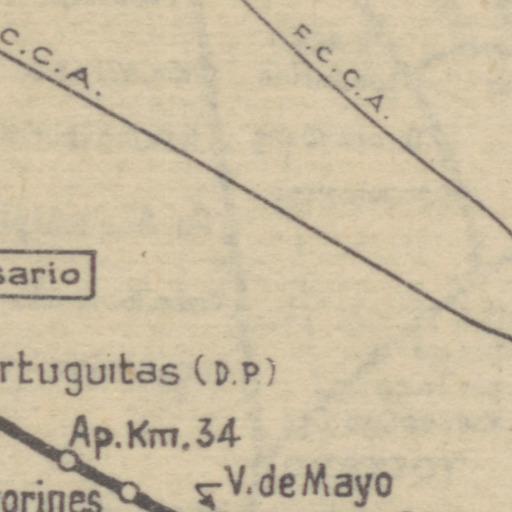 C.C.A.
F.C.C.A.
sario
rtuguitas (D.P.)
Ap.Km.34
V.de Mayo
orines